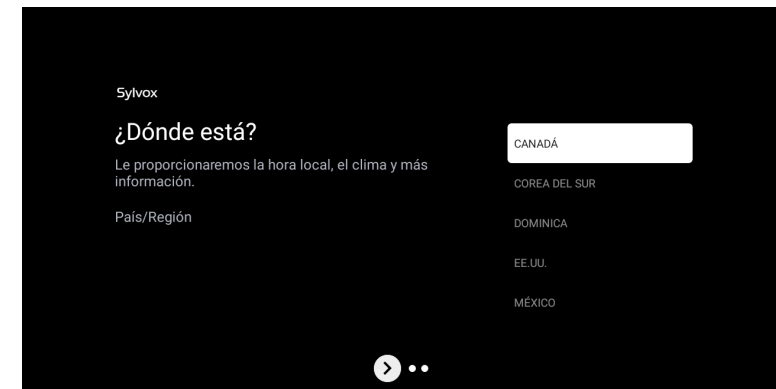 Sylvox
¿Dónde está?
Le proporcionaremos la hora local, el clima y más
información.
País/Región
CANADÁ
COREA DEL SUR
DOMINICA
EE.UU.
MÉXICO